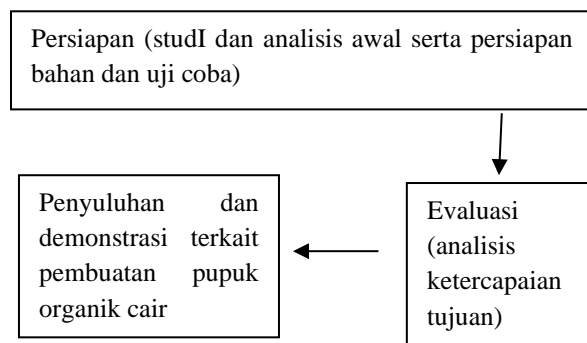 Persiapan (studI dan analisis awal serta persiapan
bahan dan uji coba)
Penyuluhan dan
demonstrasi terkait
pembuatan pupuk
organik cair
Evaluasi
(analisis
ketercapaian
tujuan)